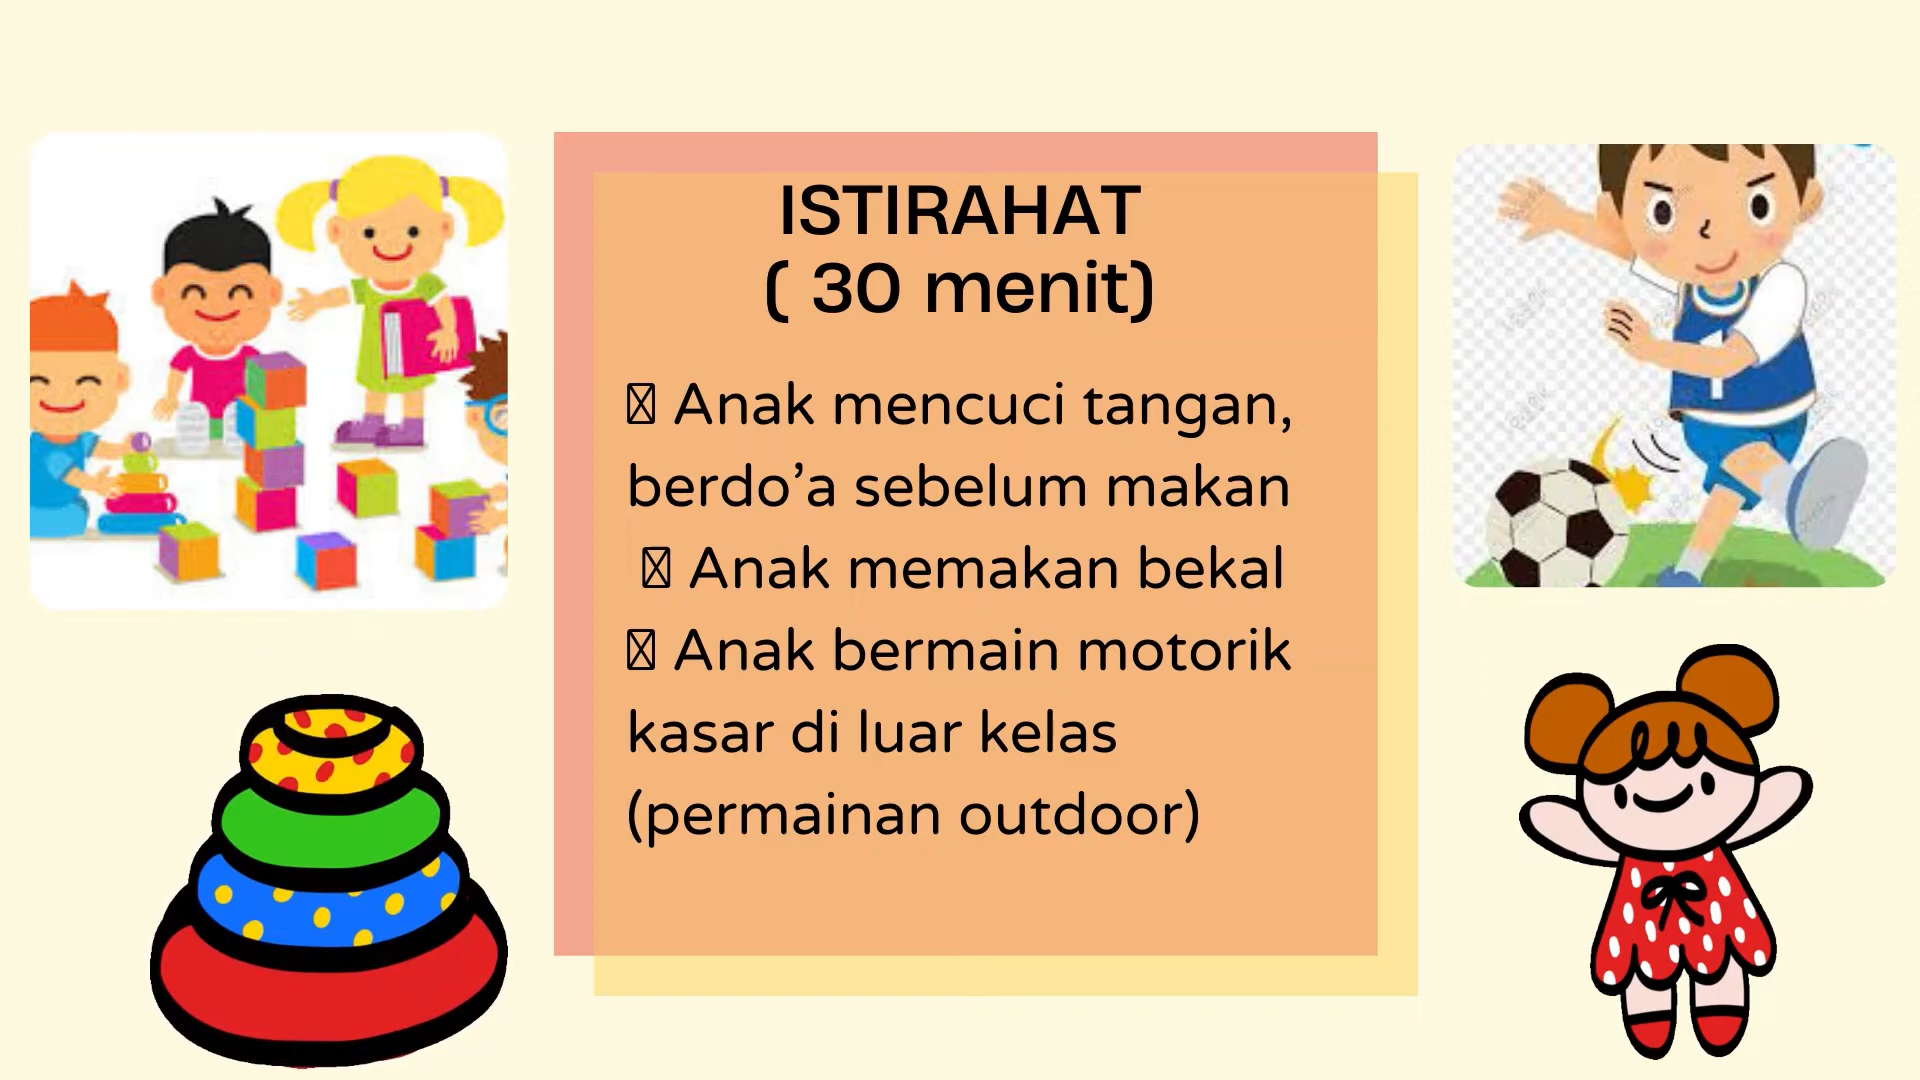 ISTIRAHAT
( 30 menit)
 Anak mencuci tangan,
berdo’a sebelum makan
 Anak memakan bekal
 Anak bermain motorik
kasar di luar kelas
(permainan outdoor)
1